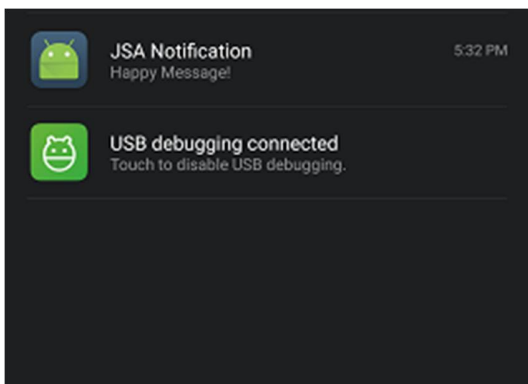 JSA Notification 5:32 PM
Happy Message!
USB debugging connected
Touch to disable USB debugging.